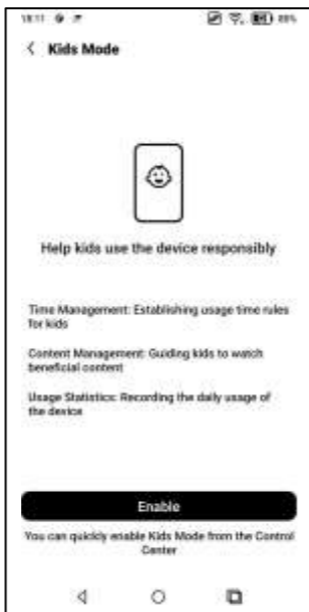 18:11
Kids Mode
Help kids use the device responsibly
Time Management: Establishing usage time rules
for kids
Content Management: Guiding kids to watch
beneficial content
Usage Statistics: Recording the daily usage of
the device
Enable
You can quickly enable Kids Mode from the Control
Center